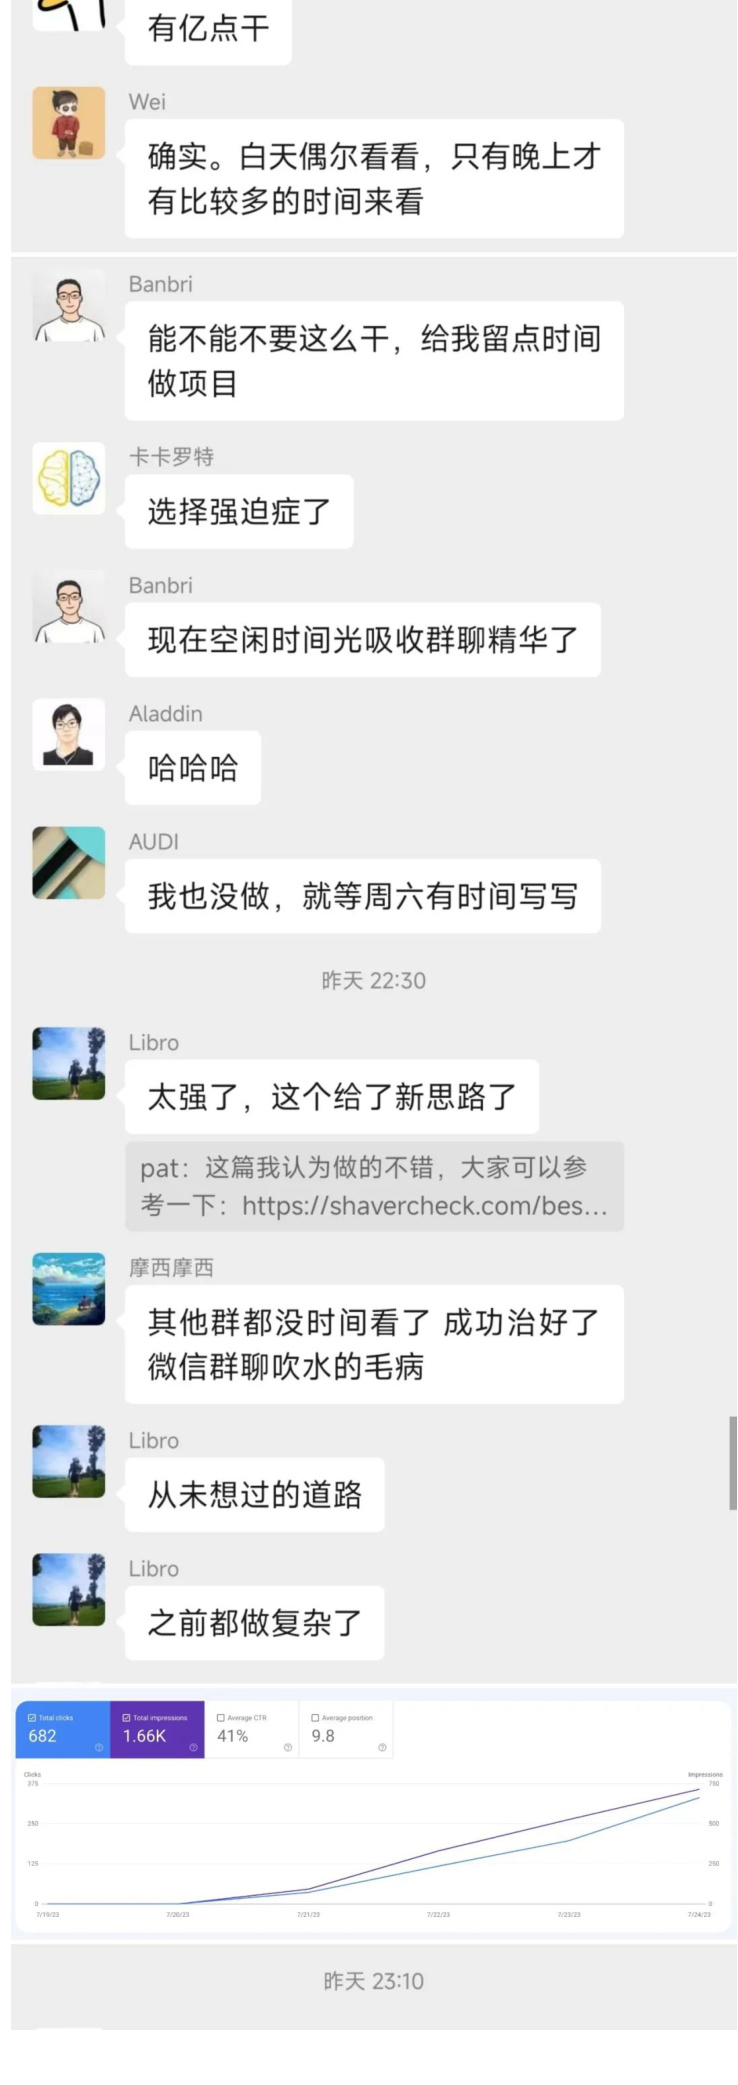 有亿点干
Wei
确实。白天偶尔看看，只有晚上才
有比较多的时间来看
Banbri
能不能不要这么干，给我留点时间
做项目
卡卡罗特
选择强迫症了
Banbri
现在空闲时间光吸收群聊精华了
Aladdin
哈哈哈
AUDI
我也没做，就等周六有时间写写
昨天 22:30
Libro
太强了，这个给了新思路了
pat：这篇我认为做的不错，大家可以参
考一下：https://shavercheck.com/bes...
摩西摩西
其他群都没时间看了 成功治好了
微信群聊吹水的毛病
Libro
从未想过的道路
Libro
之前都做复杂了
Total clicks
682
Total impressions
1.66K
Average CTR
41%
Average position
9.8
Clicks
Impressions
375
750
250
500
125
250
0
0
7/19/23
7/20/23
7/21/23
7/22/23
7/23/23
7/24/23
昨天 23:10